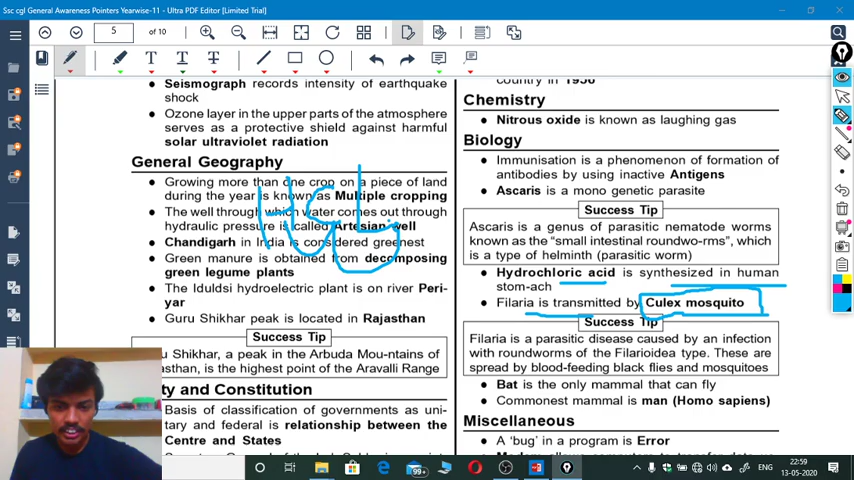 Ssc cgl General Awareness Pointers Yearwise-11 - Ultra PDF Editor [Limited Trial]
5 of 10
Seismograph records intensity of earthquake
shock
Ozone layer in the upper parts of the atmosphere
serves as a protective shield against harmful
solar ultraviolet radiation
General Geography
Growing more than one crop on a piece of land
during the year is known as Multiple cropping
The well through which water comes out through
hydraulic pressure is called Artesian well
Chandigarh in India is considered greenest
Green manure is obtained from decomposing
green legume plants
The Iduldsi hydroelectric plant is on river Peri-
yar
Guru Shikhar peak is located in Rajasthan
Success Tip
u Shikhar, a peak in the Arbuda Mou-ntains of
asthan, is the highest point of the Aravalli Range
ty and Constitution
Basis of classification of governments as uni-
tary and federal is relationship between the
Centre and States
country in 1956
Chemistry
Nitrous oxide is known as laughing gas
Biology
Immunisation is a phenomenon of formation of
antibodies by using inactive Antigens
Ascaris is a mono genetic parasite
Success Tip
Ascaris is a genus of parasitic nematode worms
known as the "small intestinal roundwo-rms", which
is a type of helminth (parasitic worm)
Hydrochloric acid is synthesized in human
stom-ach
Filaria is transmitted by Culex mosquito
Success Tip
Filaria is a parasitic disease caused by an infection
with roundworms of the Filarioidea type. These are
spread by blood-feeding black flies and mosquitoes
Bat is the only mammal that can fly
Commonest mammal is man (Homo sapiens)
Miscellaneous
A 'bug' in a program is Error
99+
ENG
22:59
13-05-2020